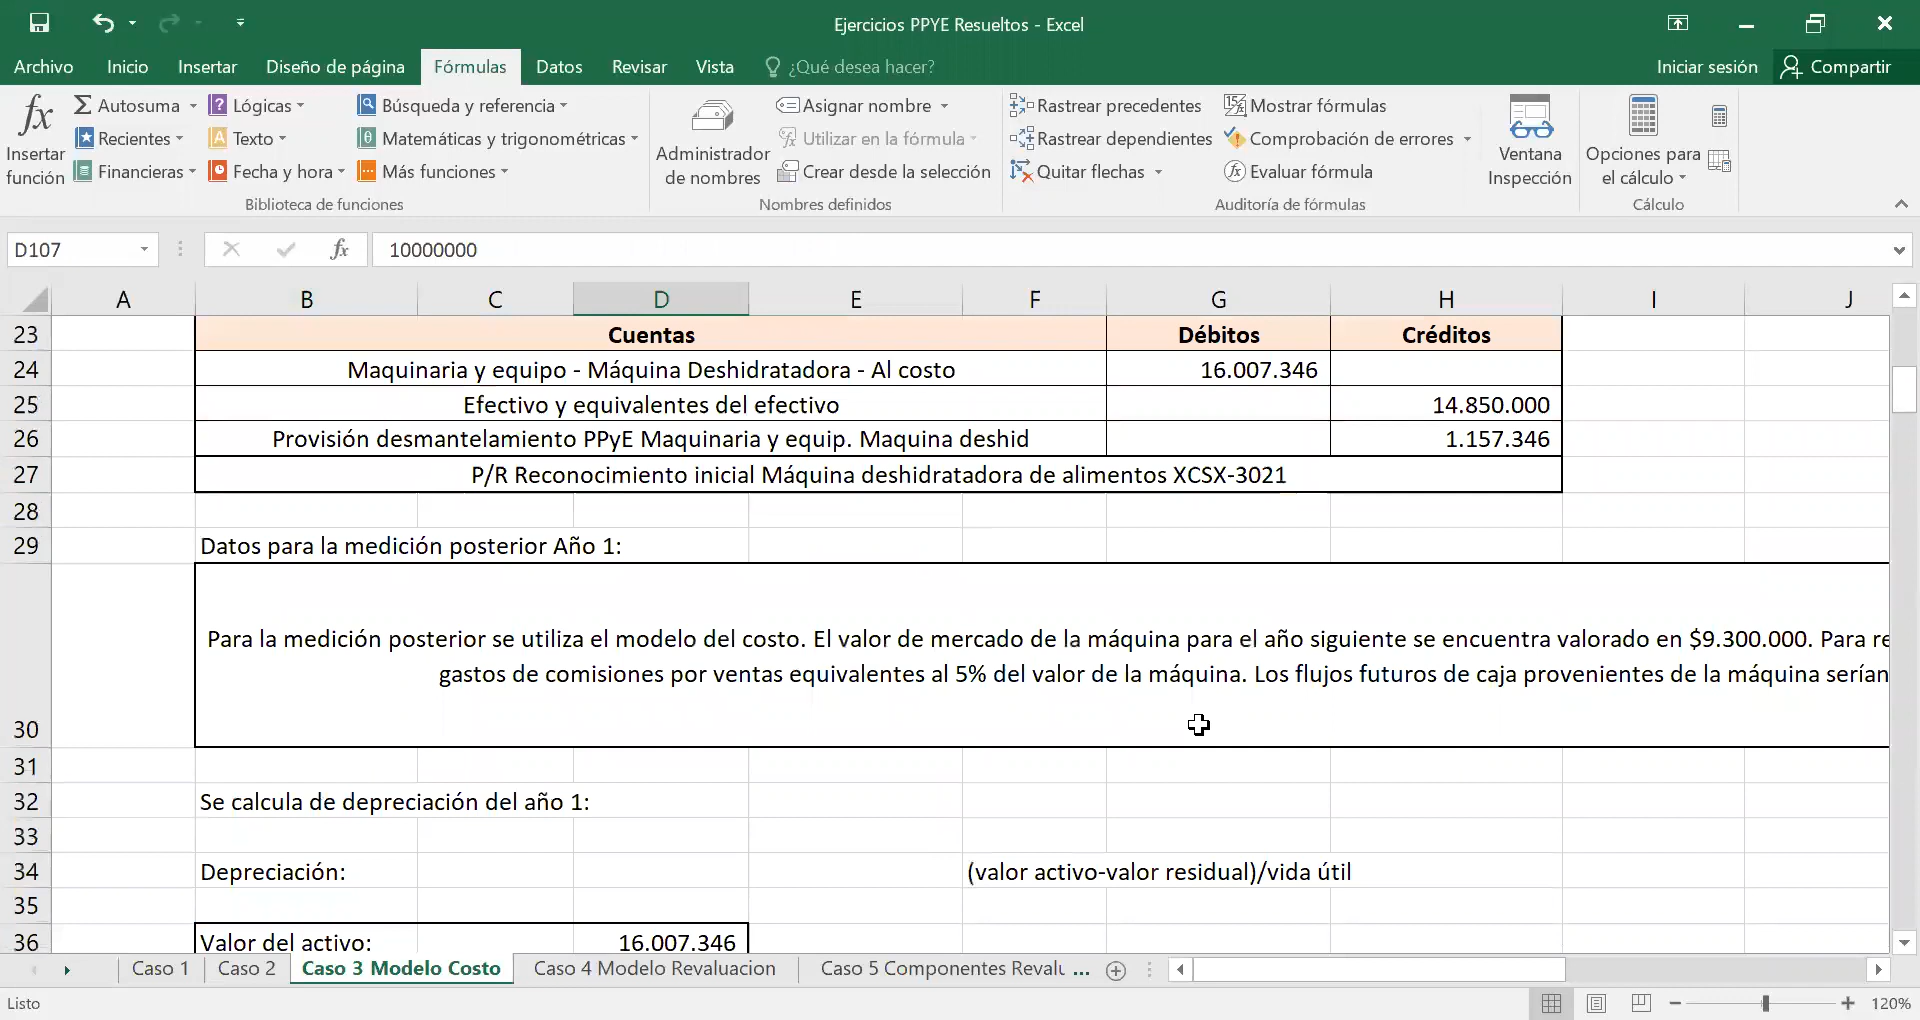 Ejercicios PPYE Resueltos - Excel
Archivo Inicio Insertar Diseño de página Fórmulas Datos Revisar Vista ¿Qué desea hacer? Iniciar sesión Compartir
Insertar función
Autosuma
Recientes
Financieras
Lógicas
Texto
Fecha y hora
Búsqueda y referencia
Matemáticas y trigonométricas
Más funciones
Biblioteca de funciones
Administrador de nombres
Asignar nombre
Utilizar en la fórmula
Crear desde la selección
Nombres definidos
Rastrear precedentes
Rastrear dependientes
Quitar flechas
Mostrar fórmulas
Comprobación de errores
Evaluar fórmula
Auditoría de fórmulas
Ventana Inspección
Opciones para el cálculo
Cálculo
D107 fx 10000000
A B C D E F G H I J
23 Cuentas Débitos Créditos
24 Maquinaria y equipo - Máquina Deshidratadora - Al costo 16.007.346
25 Efectivo y equivalentes del efectivo 14.850.000
26 Provisión desmantelamiento PPyE Maquinaria y equip. Maquina deshid 1.157.346
27 P/R Reconocimiento inicial Máquina deshidratadora de alimentos XCSX-3021
28
29 Datos para la medición posterior Año 1:
Para la medición posterior se utiliza el modelo del costo. El valor de mercado de la máquina para el año siguiente se encuentra valorado en $9.300.000. Para re
gastos de comisiones por ventas equivalentes al 5% del valor de la máquina. Los flujos futuros de caja provenientes de la máquina serían
30
31
32 Se calcula de depreciación del año 1:
33
34 Depreciación: (valor activo-valor residual)/vida útil
35
36 Valor del activo: 16.007.346
Caso 1 Caso 2 Caso 3 Modelo Costo Caso 4 Modelo Revaluacion Caso 5 Componentes Revalu ...
Listo 120%